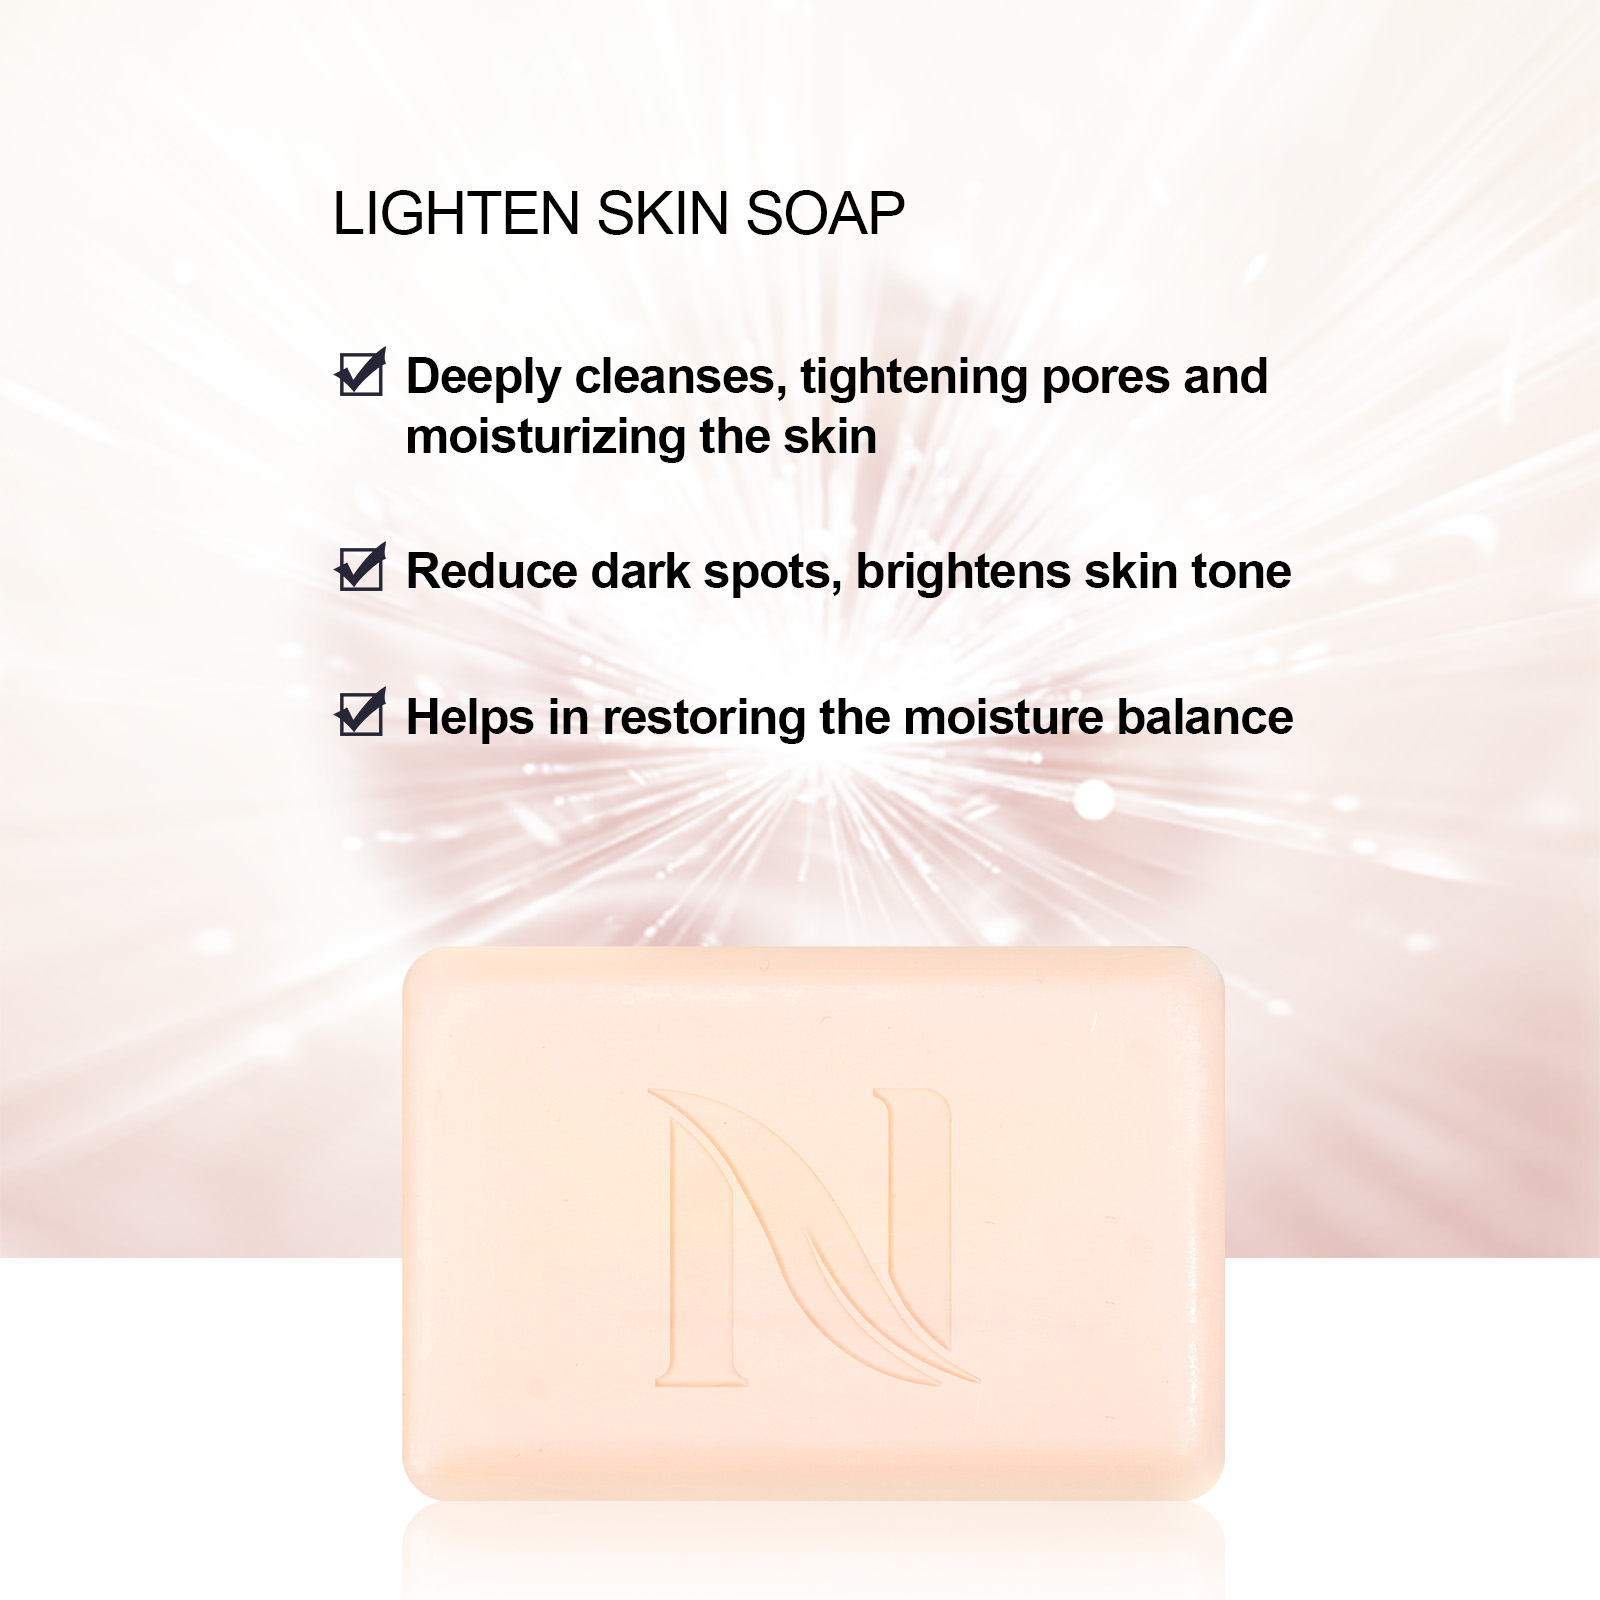 LIGHTEN SKIN SOAP
Deeply cleanses, tightening pores and
moisturizing the skin
Reduce dark spots, brightens skin tone
Helps in restoring the moisture balance
N